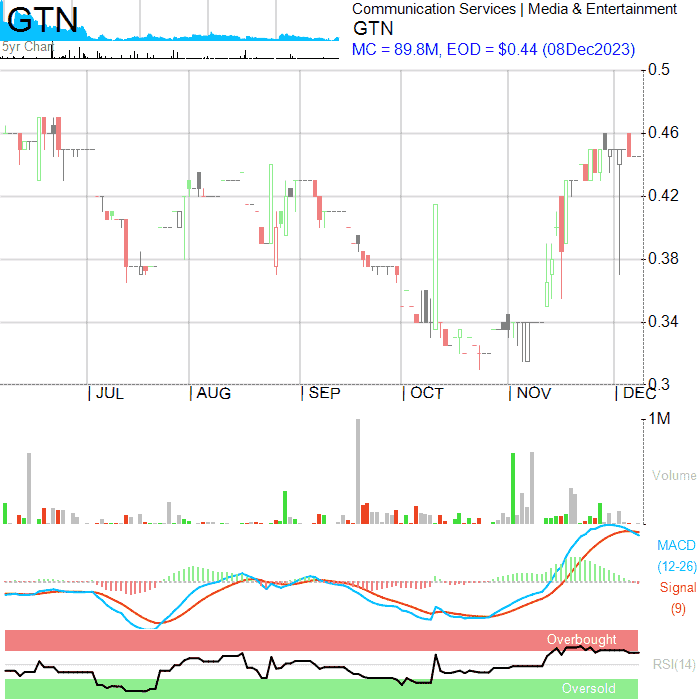 GTN
5yr Chart
Communication Services | Media & Entertainment
GTN
MC = 89.8M, EOD = $0.44 (08Dec2023)
0.5
0.46
0.42
0.38
0.34
0.3
JUL AUG SEP OCT NOV DEC
1M
Volume
MACD
(12-26)
Signal
(9)
Overbought
RSI(14)
Oversold